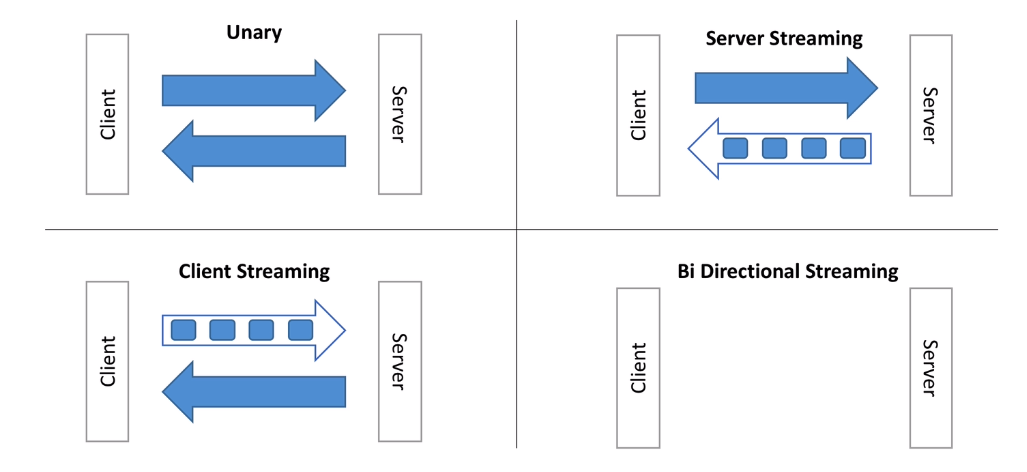 Unary
Client
Server
Server Streaming
Client
Server
Client Streaming
Client
Server
Bi Directional Streaming
Client
Server